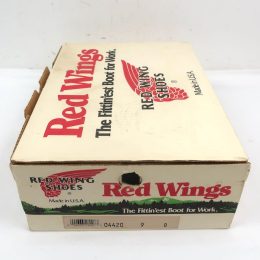 Red Wings
The Fittin'est Boot for Work.
RED WING
SHOES
®
Made in U.S.A.
RED WING
SHOES
®
Made in U.S.A.
Red Wings
The Fittin'est Boot for Work.
04420 9